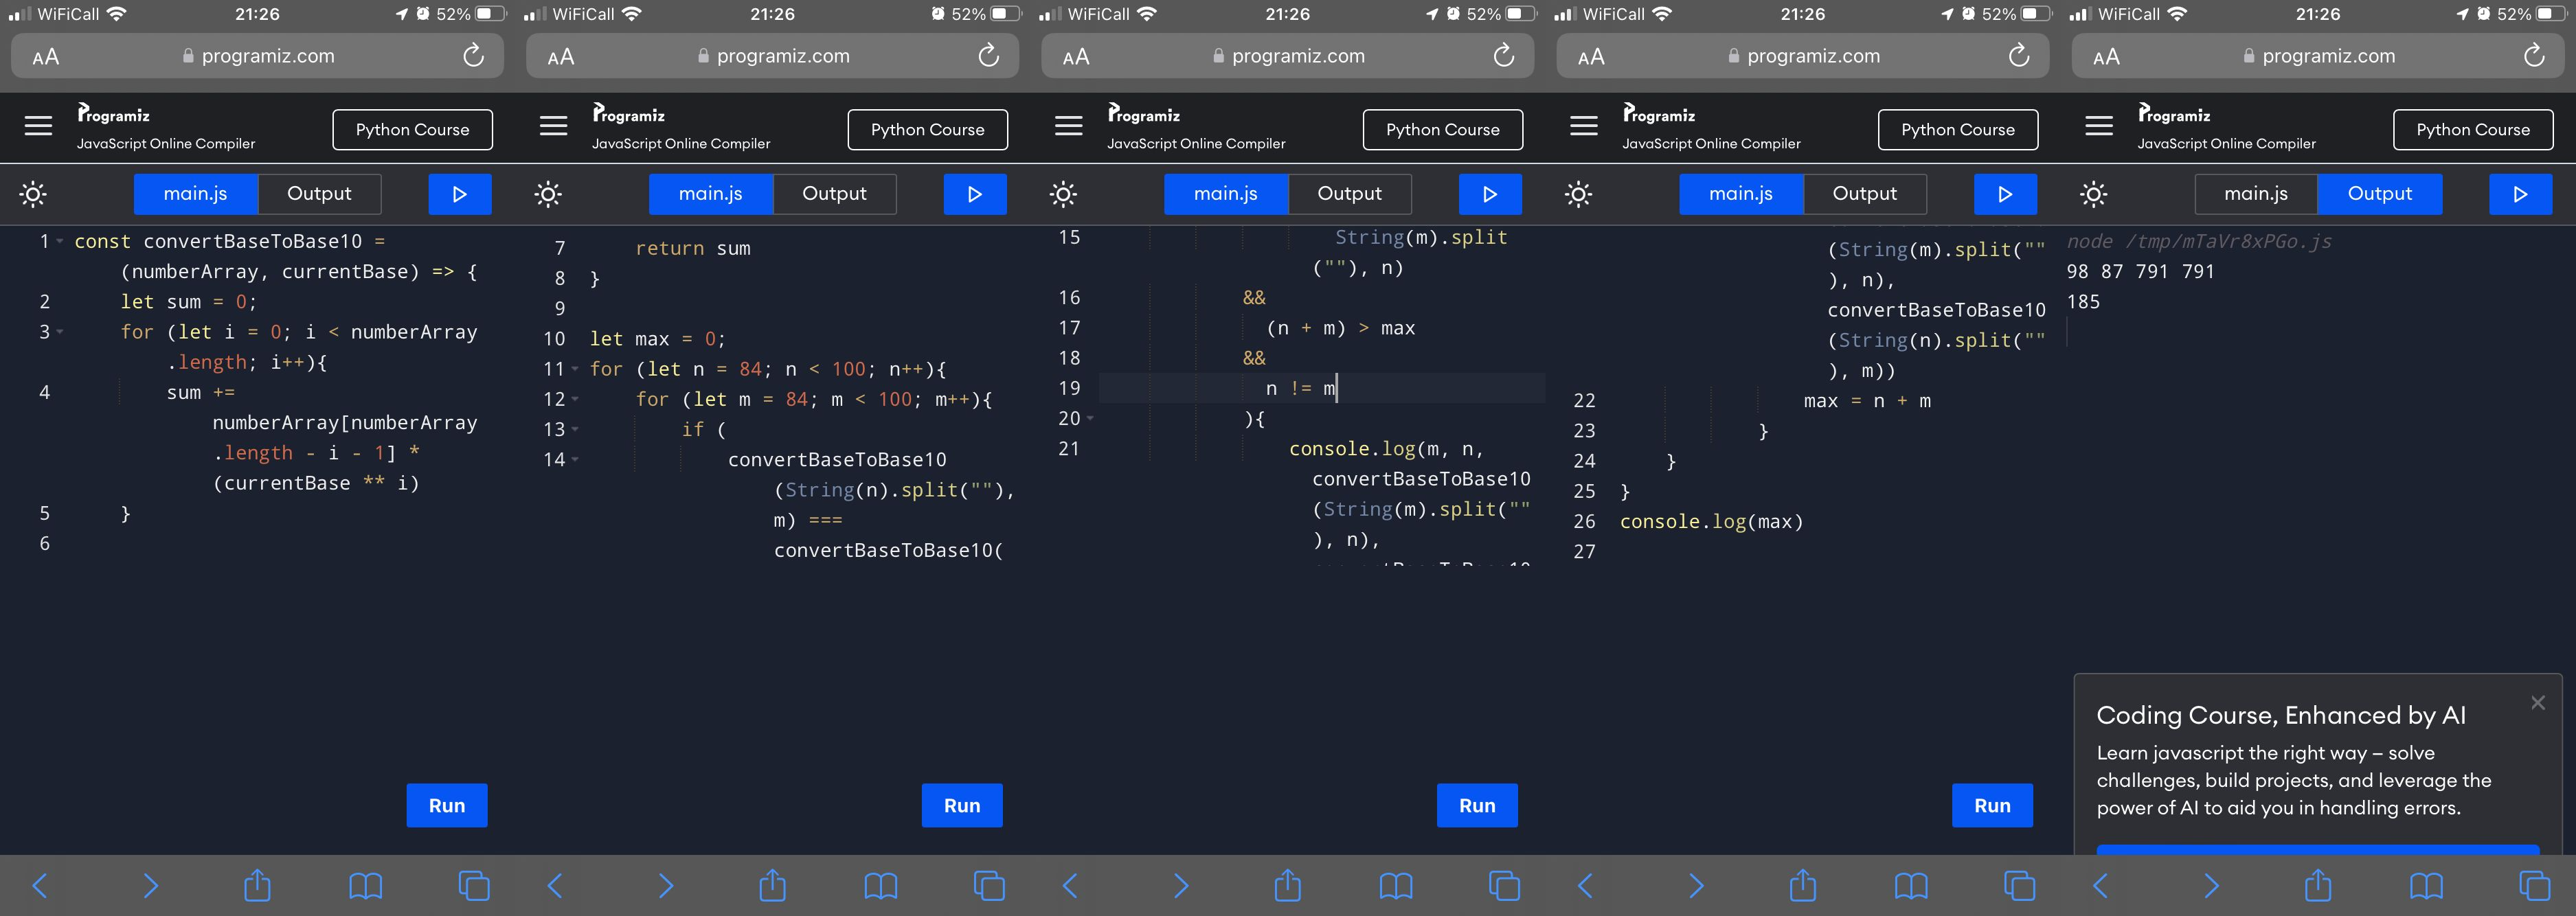 WiFiCall 21:26 52%
AA programiz.com
Programiz
JavaScript Online Compiler
Python Course
main.js Output
1 const convertBaseToBase10 =
(numberArray, currentBase) => {
2 let sum = 0;
3 for (let i = 0; i < numberArray
.length; i++){
4 sum +=
numberArray[numberArray
.length - i - 1] *
(currentBase ** i)
5 }
6
Run
WiFiCall 21:26 52%
AA programiz.com
Programiz
JavaScript Online Compiler
Python Course
main.js Output
7 return sum
8 }
9
10 let max = 0;
11 for (let n = 84; n < 100; n++){
12 for (let m = 84; m < 100; m++){
13 if (
14 convertBaseToBase10
(String(n).split(""),
m) ===
convertBaseToBase10(
Run
WiFiCall 21:26 52%
AA programiz.com
Programiz
JavaScript Online Compiler
Python Course
main.js Output
15 String(m).split
(""), n)
16 &&
17 (n + m) > max
18 &&
19 n != m
20 ){
21 console.log(m, n,
convertBaseToBase10
(String(m).split(""
), n),
Run
WiFiCall 21:26 52%
AA programiz.com
Programiz
JavaScript Online Compiler
Python Course
main.js Output
(String(m).split(""
), n),
convertBaseToBase10
(String(n).split(""
), m))
22 max = n + m
23 }
24 }
25 }
26 console.log(max)
27
Run
WiFiCall 21:26 52%
AA programiz.com
Programiz
JavaScript Online Compiler
Python Course
main.js Output
node /tmp/mTaVr8xPGo.js
98 87 791 791
185
Coding Course, Enhanced by AI
Learn javascript the right way – solve
challenges, build projects, and leverage the
power of AI to aid you in handling errors.